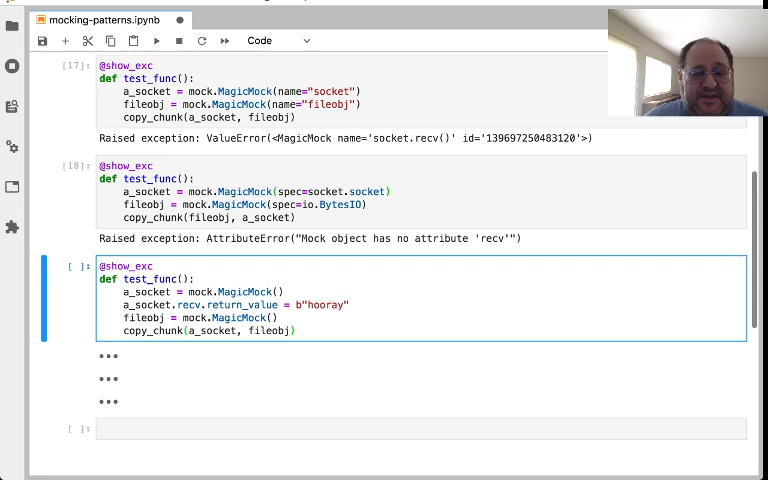 mocking-patterns.ipynb
Code
[17]:
@show_exc
def test_func():
    a_socket = mock.MagicMock(name="socket")
    fileobj = mock.MagicMock(name="fileobj")
    copy_chunk(a_socket, fileobj)
Raised exception: ValueError(<MagicMock name='socket.recv()' id='139697250483120'>)
[18]:
@show_exc
def test_func():
    a_socket = mock.MagicMock(spec=socket.socket)
    fileobj = mock.MagicMock(spec=io.BytesIO)
    copy_chunk(fileobj, a_socket)
Raised exception: AttributeError("Mock object has no attribute 'recv'")
[ ]:
@show_exc
def test_func():
    a_socket = mock.MagicMock()
    a_socket.recv.return_value = b"hooray"
    fileobj = mock.MagicMock()
    copy_chunk(a_socket, fileobj)
[ ]: